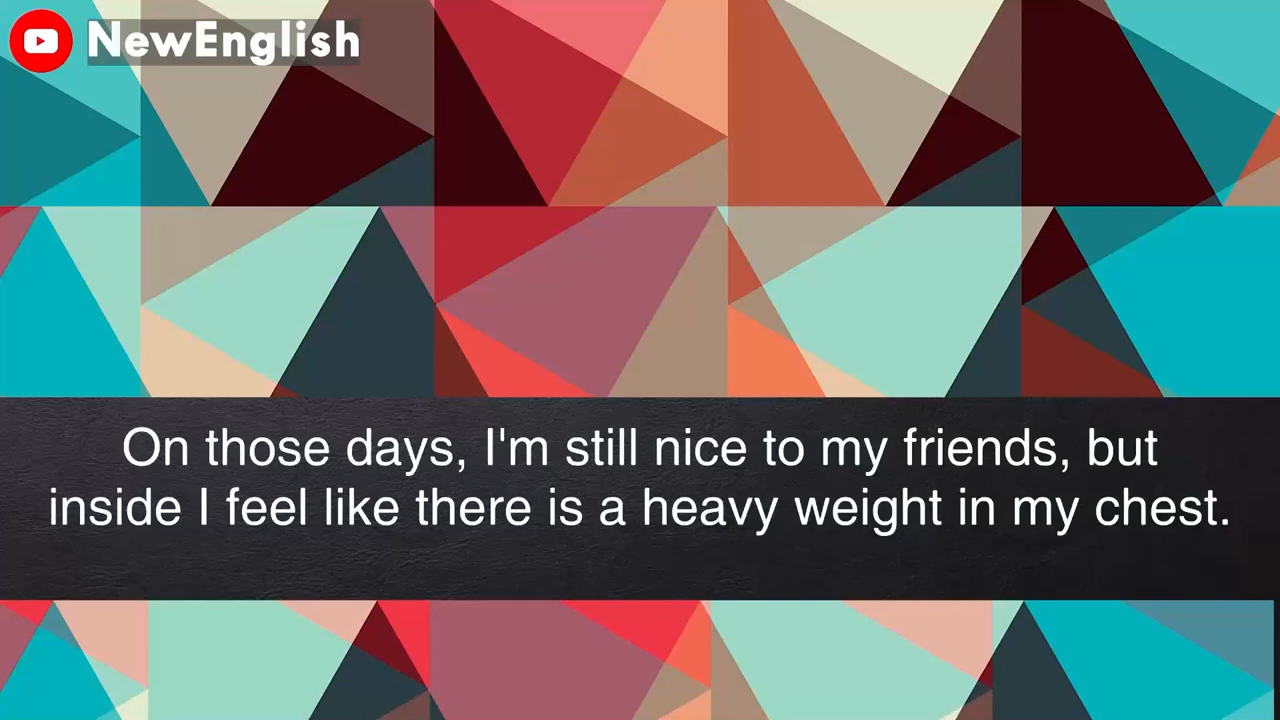 NewEnglish
On those days, I'm still nice to my friends, but
inside I feel like there is a heavy weight in my chest.